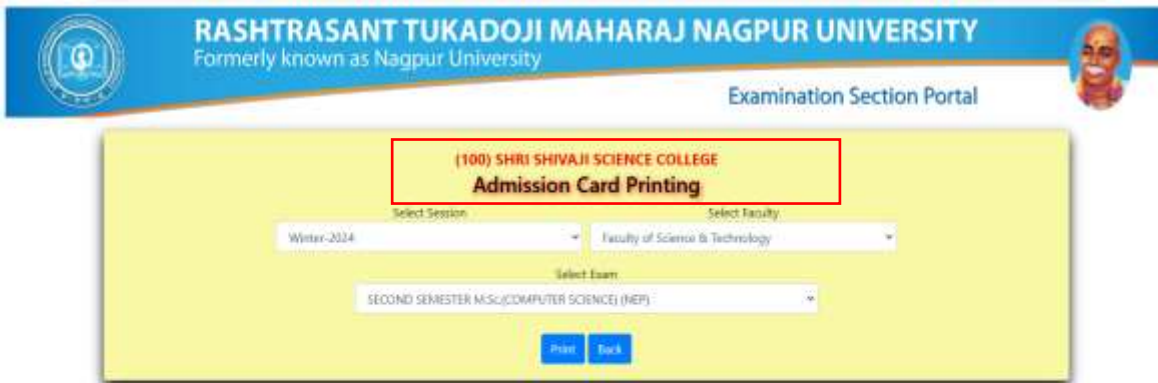 RASHTRASANT TUKADOJI MAHARAJ NAGPUR UNIVERSITY
Formerly known as Nagpur University
Examination Section Portal
(100) SHRI SHIVAJI SCIENCE COLLEGE
Admission Card Printing
Select Session Select Faculty
Winter-2024 Faculty of Science & Technology
Select Exam
SECOND SEMESTER M.Sc(COMPUTER SCIENCE) (NEP)
Print Back